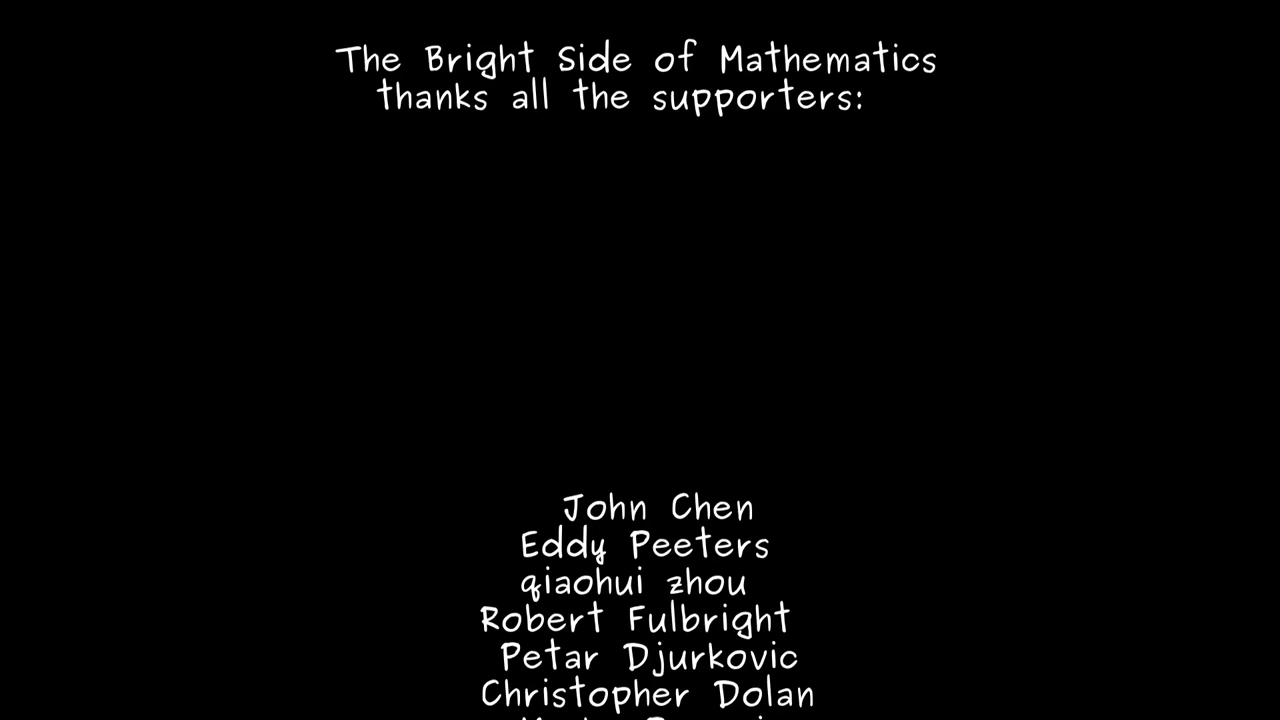 The Bright Side of Mathematics
thanks all the supporters:
John Chen
Eddy Peeters
qiaohui zhou
Robert Fulbright
Petar Djurkovic
Christopher Dolan